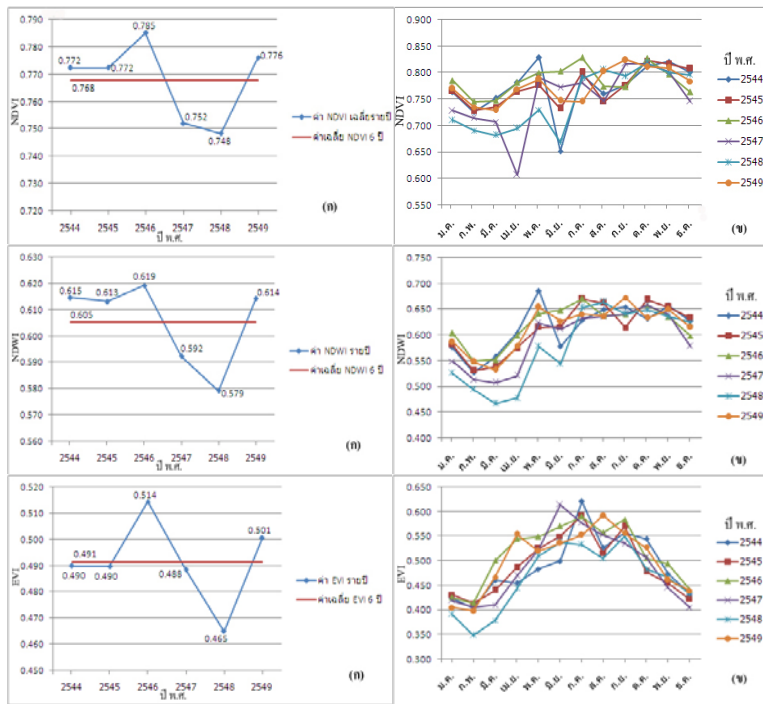 0.790
0.780
0.770
0.760
0.750
0.740
0.730
0.720
NDVI
0.772
0.772
0.785
0.752
0.748
0.776
0.768
2544 2545 2546 2547 2548 2549
ปี พ.ศ.
ค่า NDVI เฉลี่ยรายปี
ค่าเฉลี่ย NDVI 6 ปี
(ก)
0.900
0.850
0.800
0.750
0.700
0.650
0.600
0.550
NDVI
ม.ค. ก.พ. มี.ค. เม.ย. พ.ค. มิ.ย. ก.ค. ส.ค. ก.ย. ต.ค. พ.ย. ธ.ค.
ปี พ.ศ.
2544
2545
2546
2547
2548
2549
(ข)
0.630
0.620
0.610
0.600
0.590
0.580
0.570
0.560
NDWI
0.615
0.613
0.619
0.592
0.579
0.614
0.605
2544 2545 2546 2547 2548 2549
ปี พ.ศ.
ค่า NDWI รายปี
ค่าเฉลี่ย NDWI 6 ปี
(ก)
0.750
0.700
0.650
0.600
0.550
0.500
0.450
0.400
NDWI
ม.ค. ก.พ. มี.ค. เม.ย. พ.ค. มิ.ย. ก.ค. ส.ค. ก.ย. ต.ค. พ.ย. ธ.ค.
ปี พ.ศ.
2544
2545
2546
2547
2548
2549
(ข)
0.520
0.510
0.500
0.490
0.480
0.470
0.460
0.450
EVI
0.490
0.490
0.514
0.488
0.465
0.501
0.491
2544 2545 2546 2547 2548 2549
ปี พ.ศ.
ค่า EVI รายปี
ค่าเฉลี่ย EVI 6 ปี
(ก)
0.650
0.600
0.550
0.500
0.450
0.400
0.350
0.300
EVI
ม.ค. ก.พ. มี.ค. เม.ย. พ.ค. มิ.ย. ก.ค. ส.ค. ก.ย. ต.ค. พ.ย. ธ.ค.
ปี พ.ศ.
2544
2545
2546
2547
2548
2549
(ข)